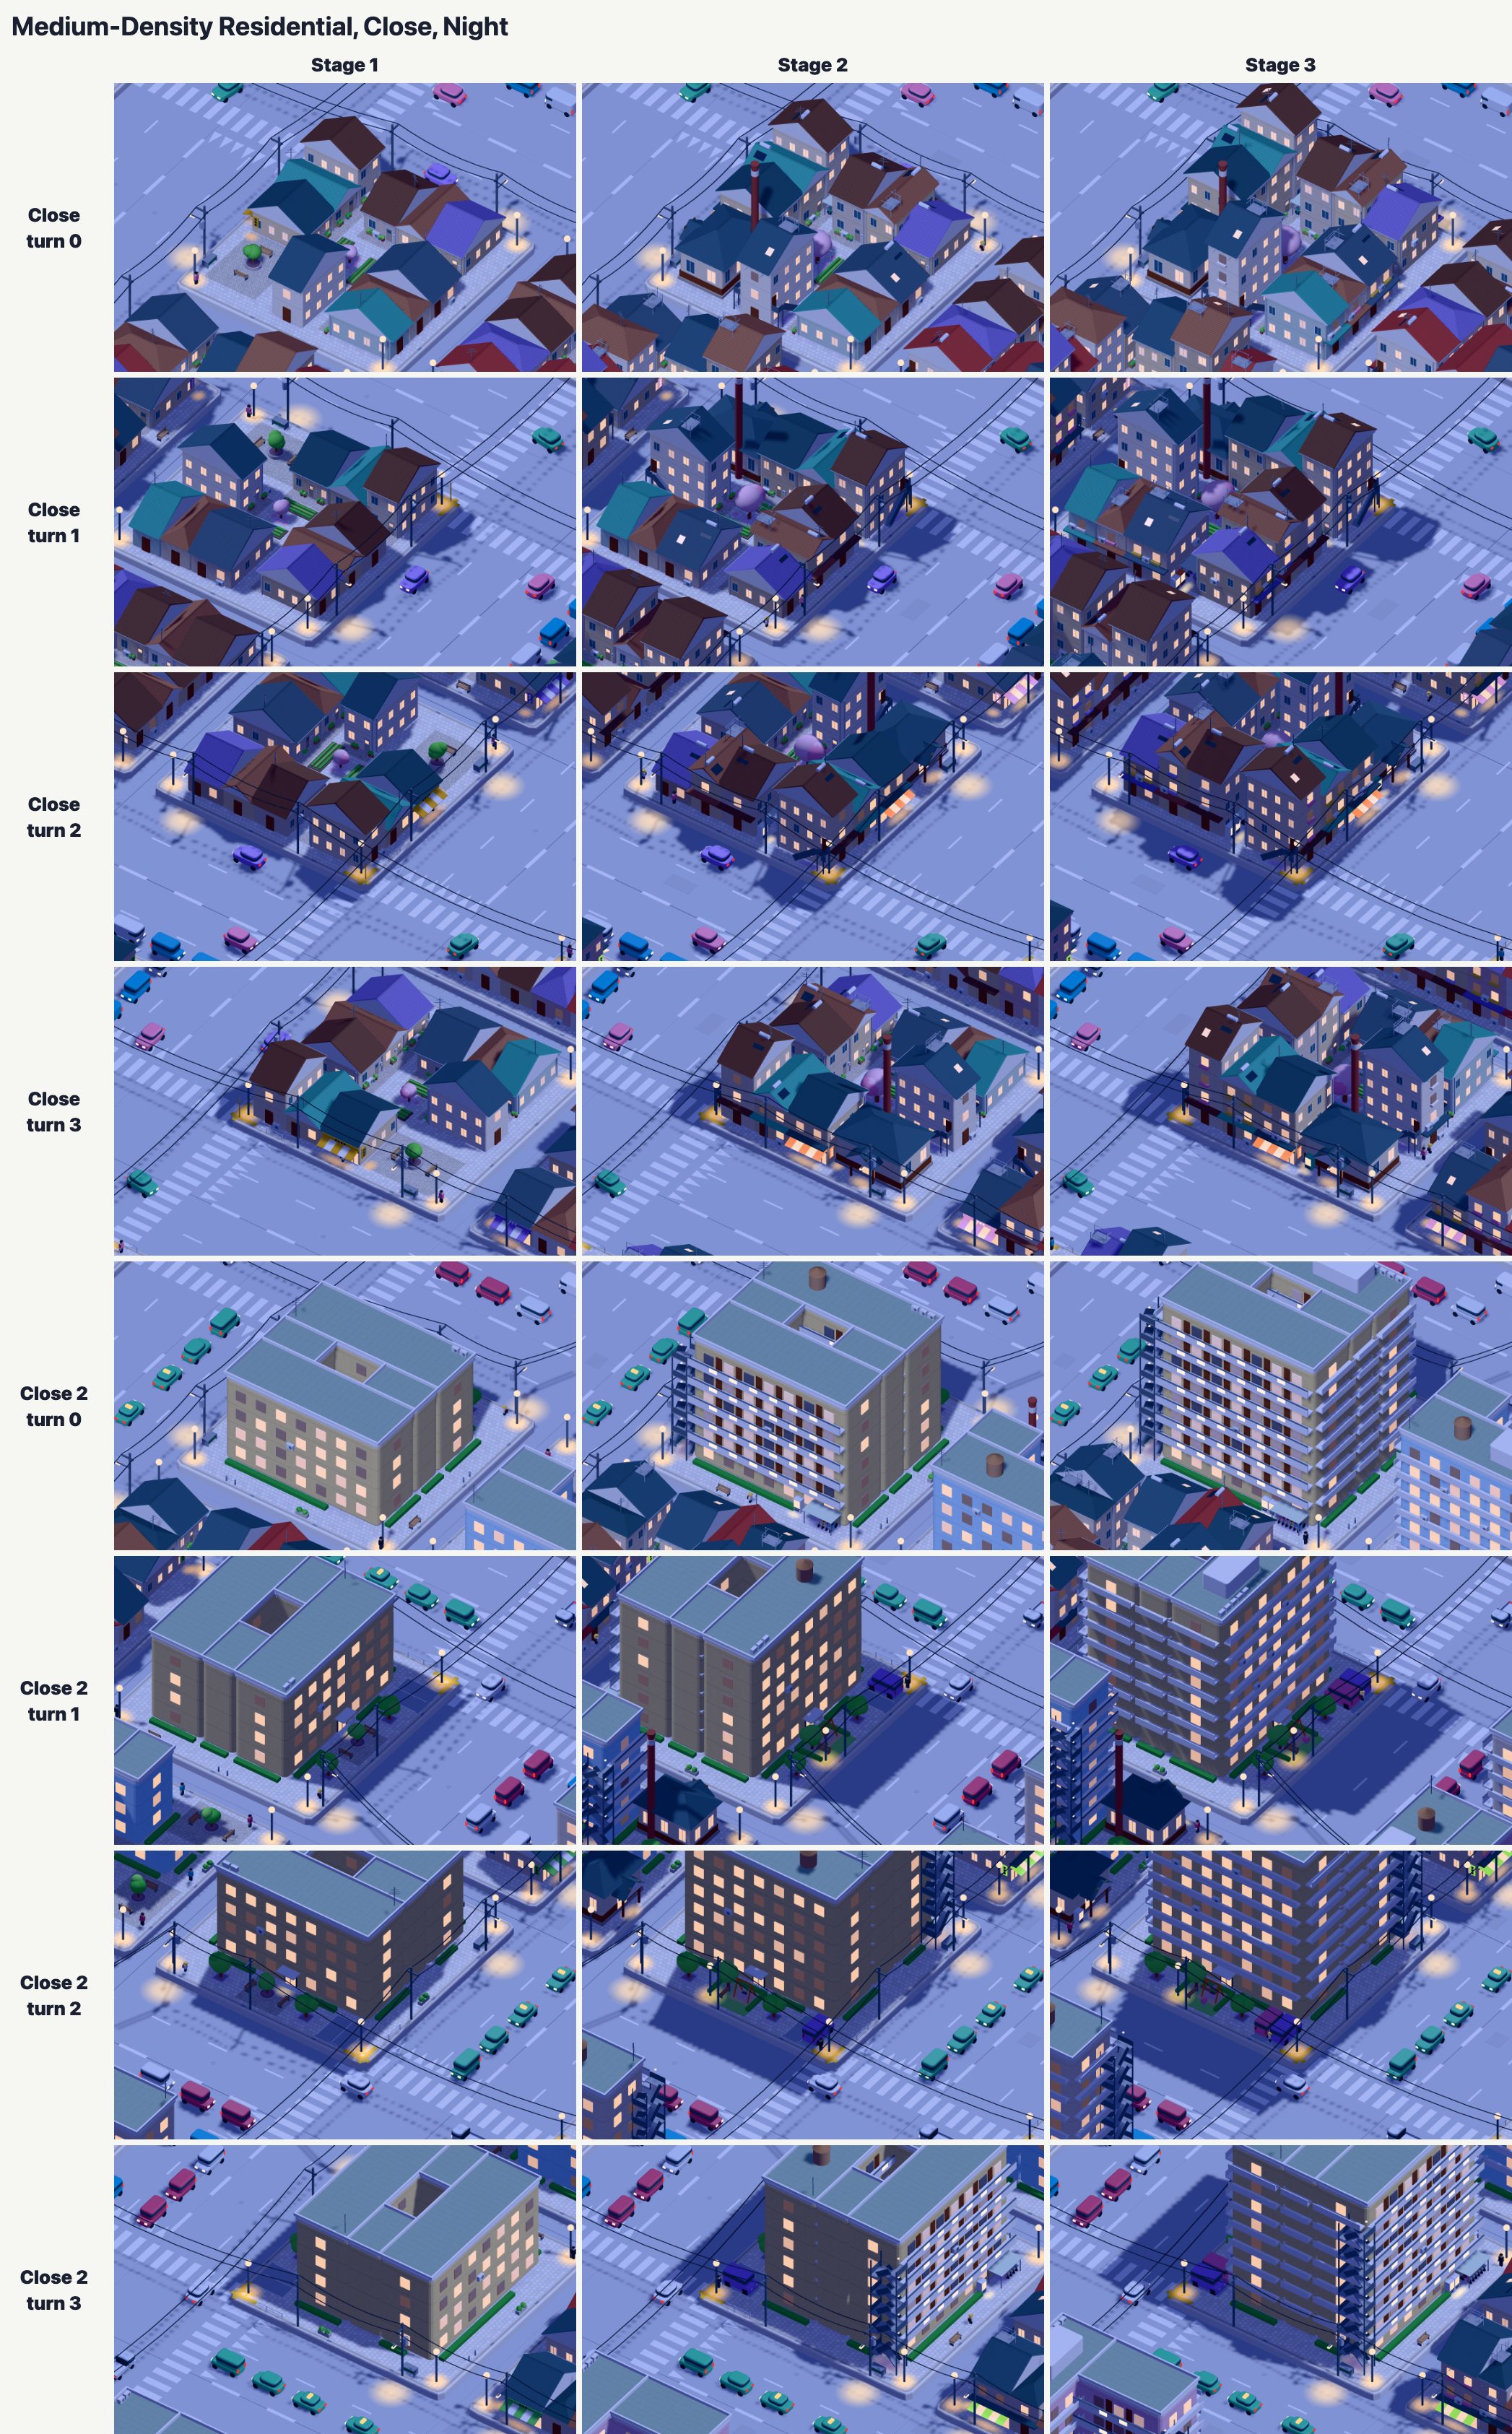 Medium-Density Residential, Close, Night
Stage 1
Stage 2
Stage 3
Close
turn 0
Close
turn 1
Close
turn 2
Close
turn 3
Close 2
turn 0
Close 2
turn 1
Close 2
turn 2
Close 2
turn 3